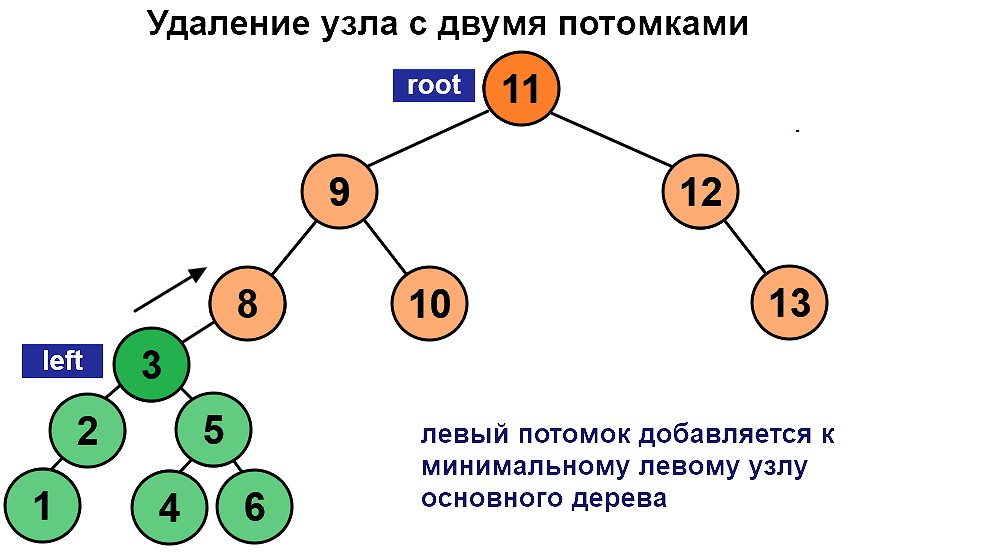 Удаление узла с двумя потомками
root
11
9
12
8
10
13
left
3
2
5
1
4
6
левый потомок добавляется к
минимальному левому узлу
основного дерева